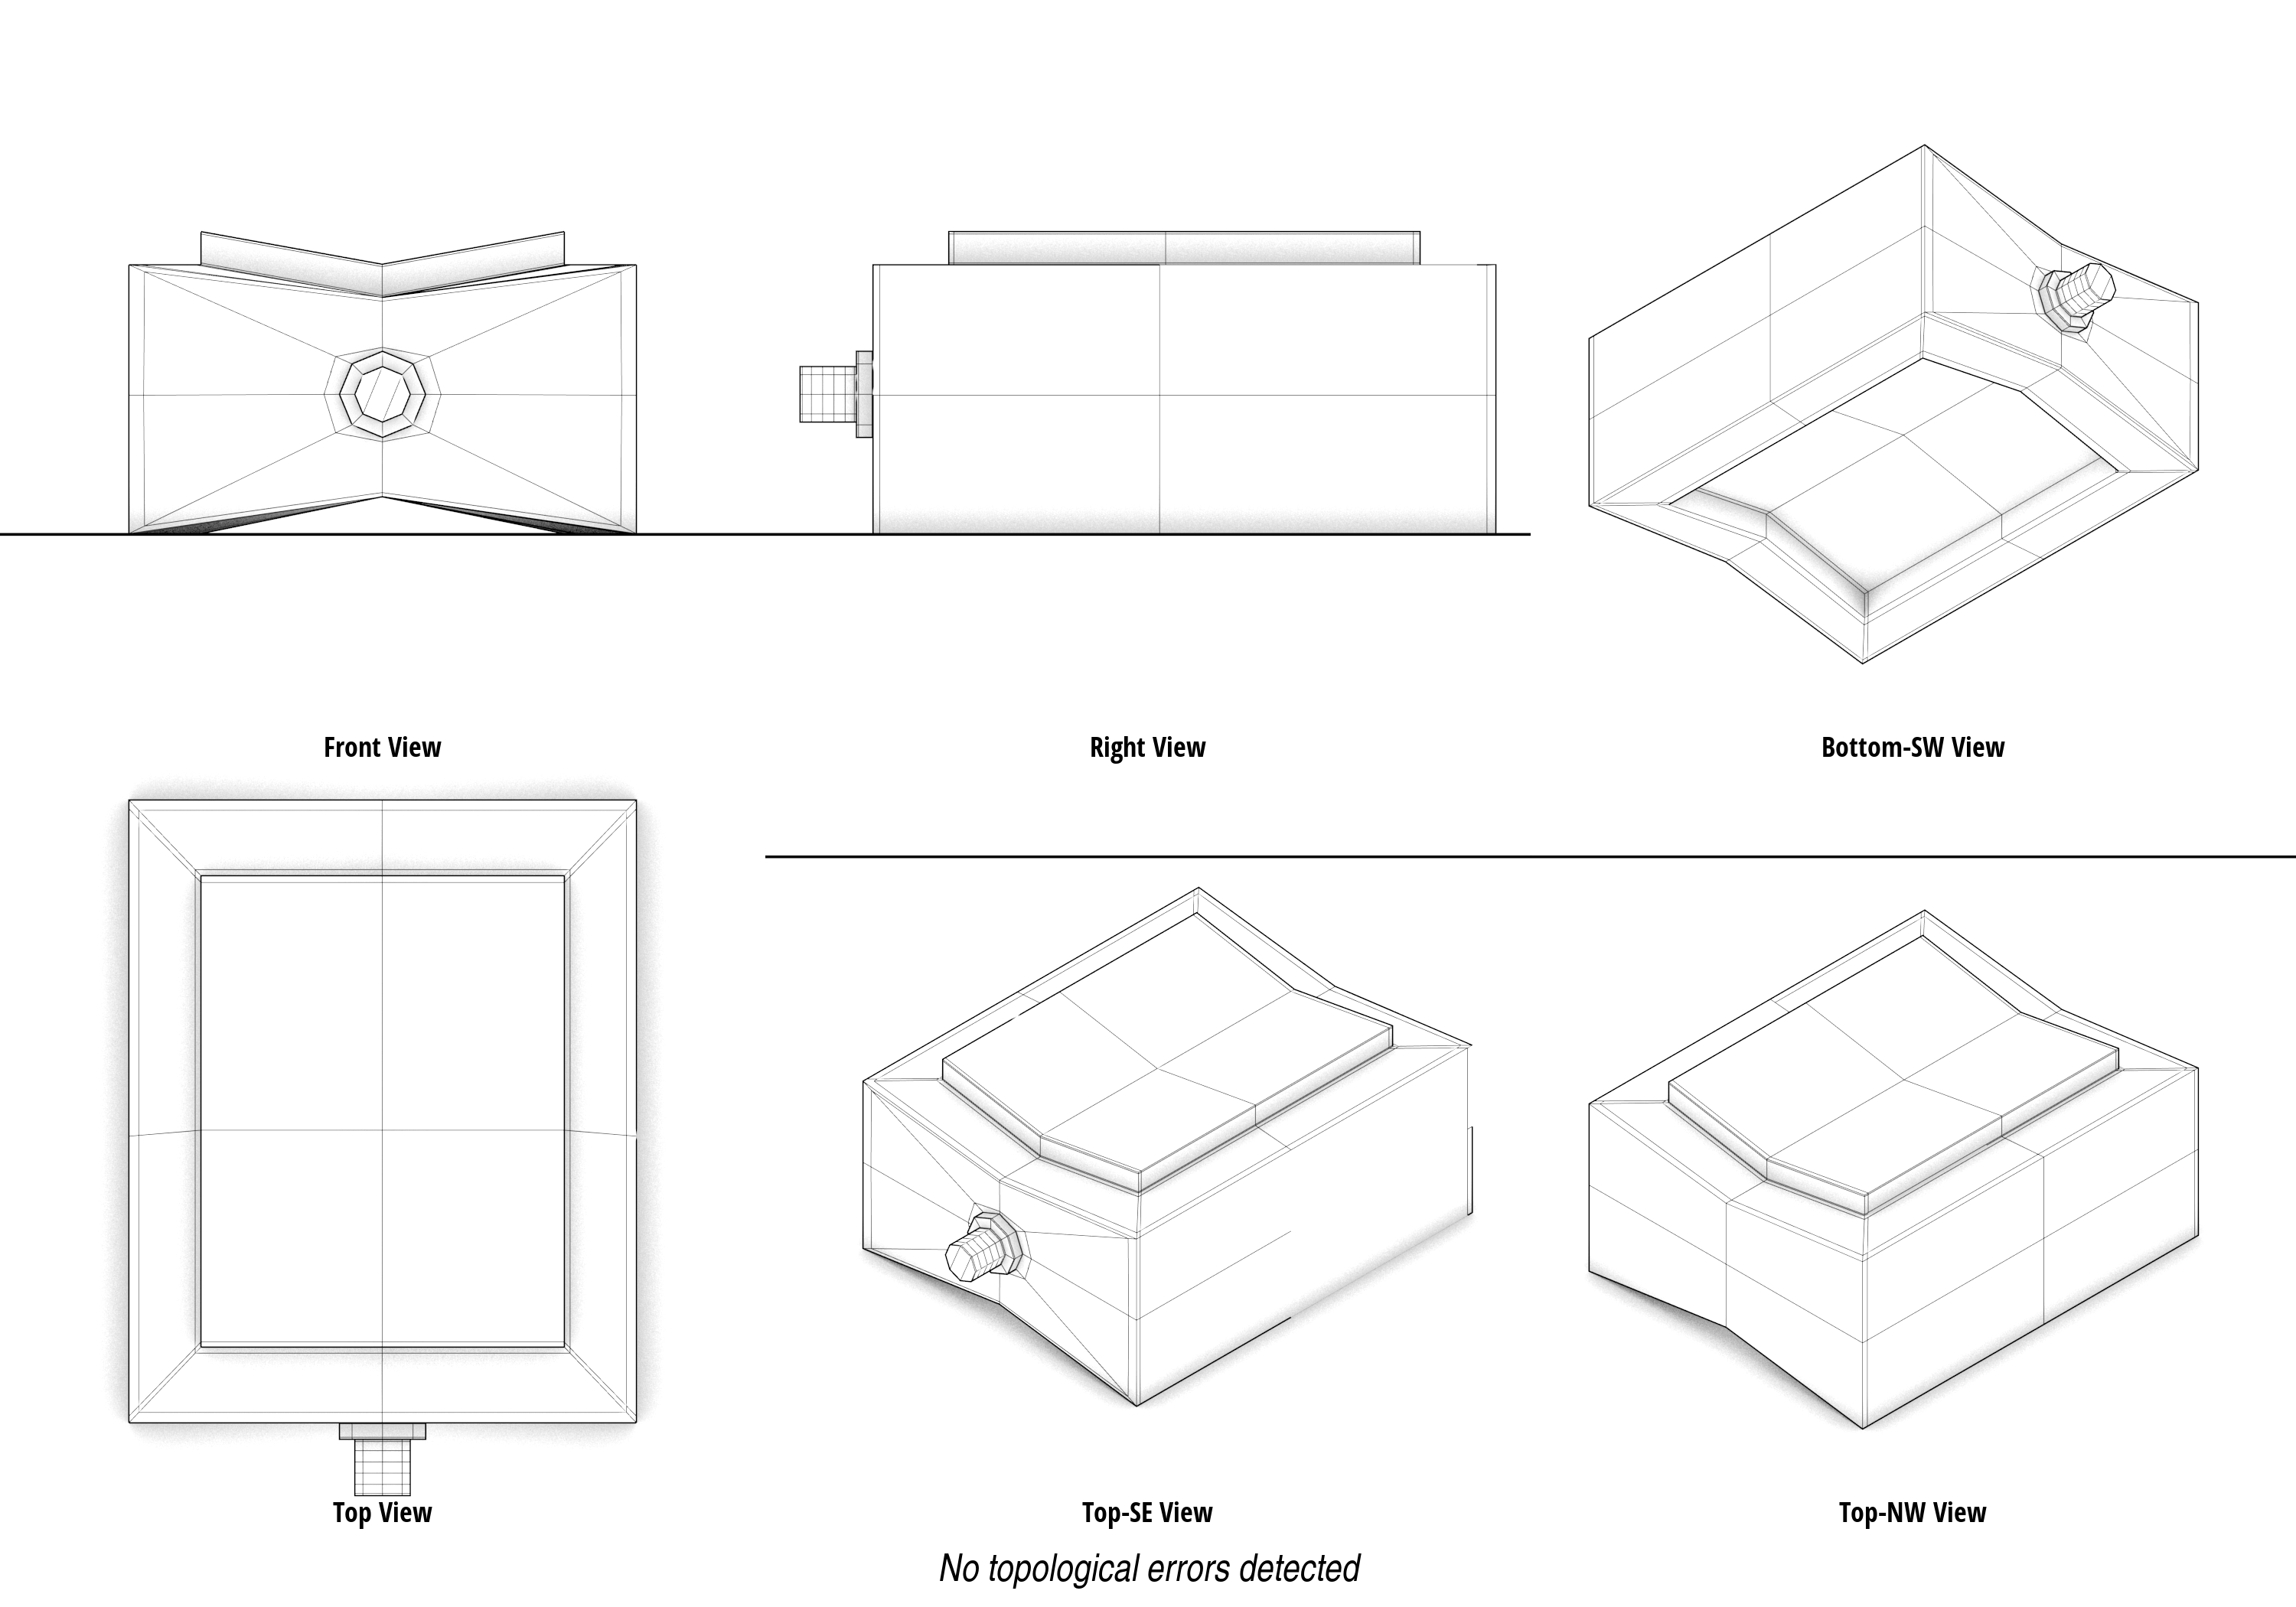 Front View
Right View
Bottom-SW View
Top View
Top-SE View
Top-NW View
No topological errors detected